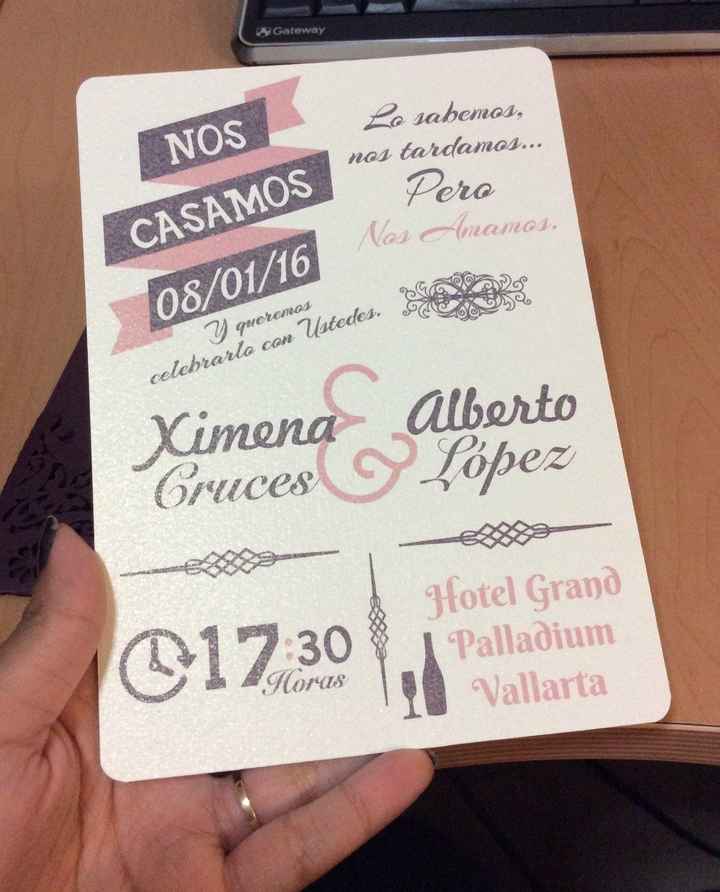 Gateway
NOS
CASAMOS
08/01/16
Y queremos
celebrarlo con Ustedes.
Lo sabemos,
nos tardamos...
Pero
Nos Amamos.
Ximena
Cruces
&
Alberto
López
17:30
Horas
Hotel Grand
Palladium
Vallarta